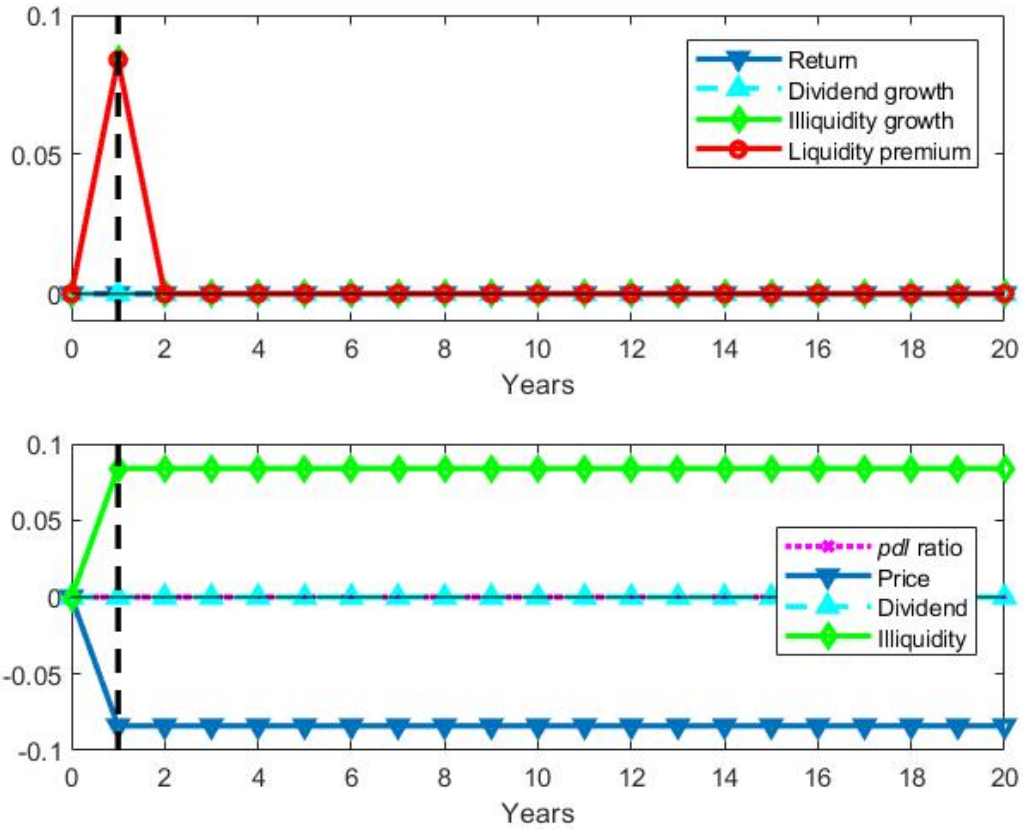 0.1
0.05
0
Return
Dividend growth
Illiquidity growth
Liquidity premium
0 2 4 6 8 10 12 14 16 18 20
Years
0.1
0.05
0
-0.05
-0.1
pdl ratio
Price
Dividend
Illiquidity
0 2 4 6 8 10 12 14 16 18 20
Years